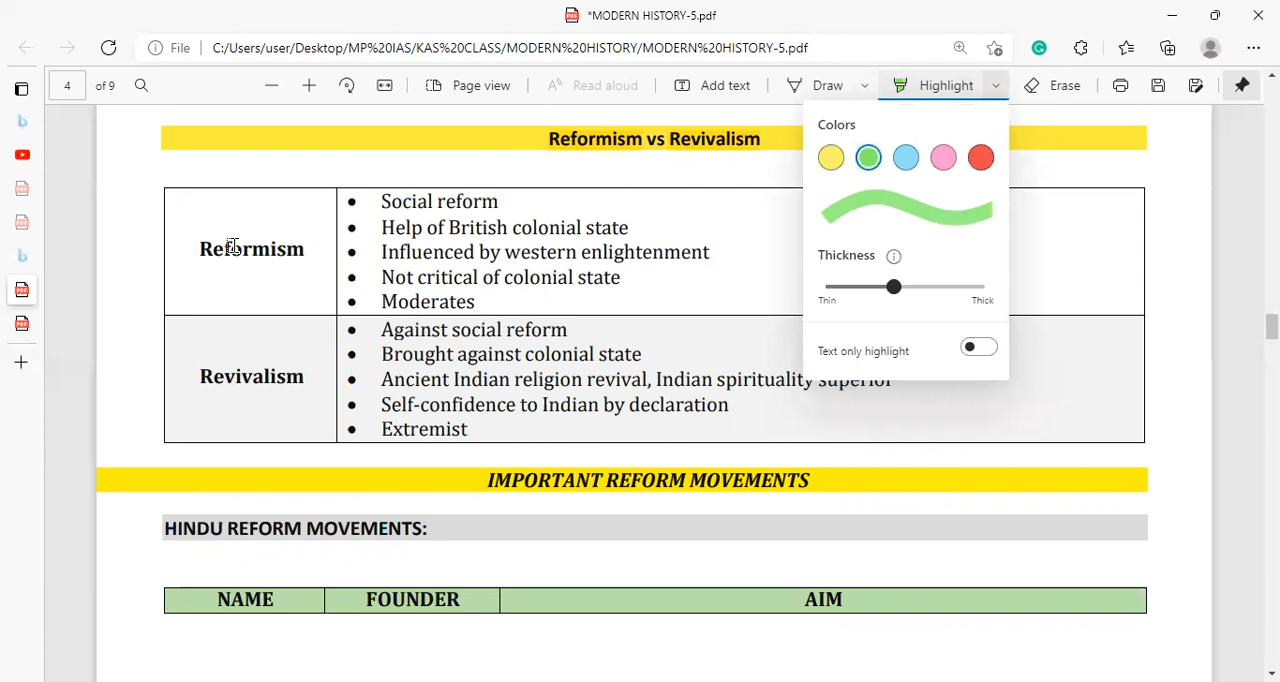 *MODERN HISTORY-5.pdf
File C:/Users/user/Desktop/MP%20IAS/KAS%20CLASS/MODERN%20HISTORY/MODERN%20HISTORY-5.pdf
4 of 9 Page view Read aloud Add text Draw Highlight Erase
Colors
Thickness
Thin Thick
Text only highlight
Reformism vs Revivalism
Reformism
• Social reform
• Help of British colonial state
• Influenced by western enlightenment
• Not critical of colonial state
• Moderates
Revivalism
• Against social reform
• Brought against colonial state
• Ancient Indian religion revival, Indian spirituality superior
• Self-confidence to Indian by declaration
• Extremist
IMPORTANT REFORM MOVEMENTS
HINDU REFORM MOVEMENTS:
NAME FOUNDER AIM